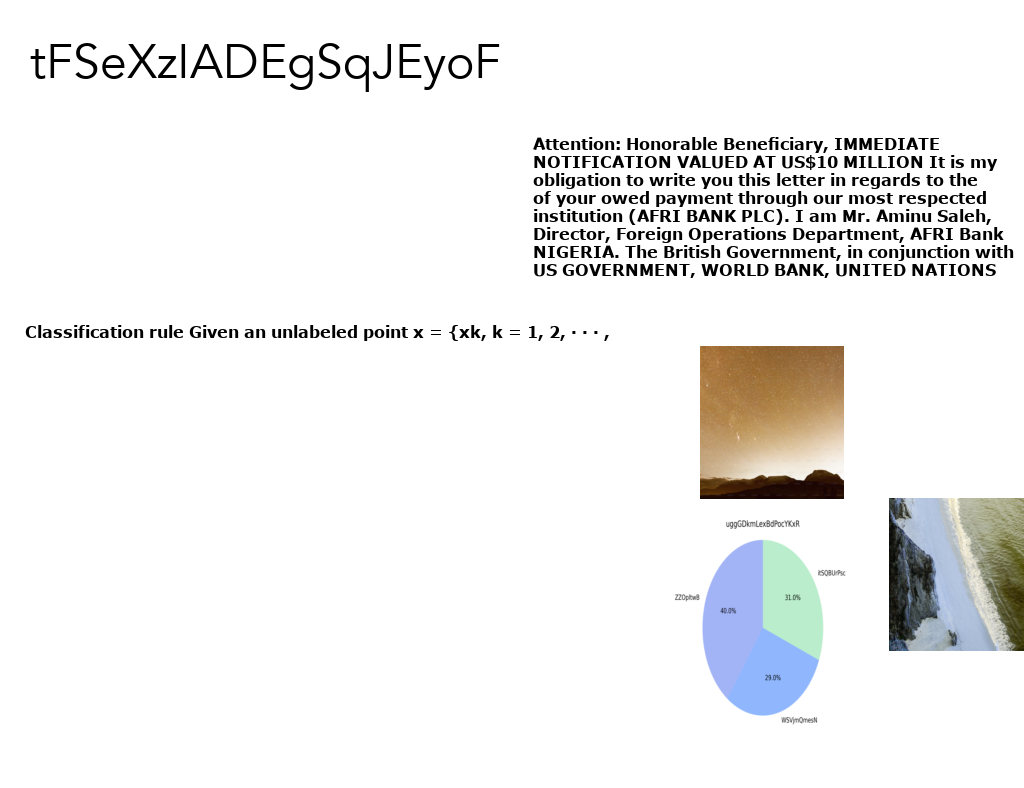 tFSeXzIADEgSqJEyoF
Attention: Honorable Beneficiary, IMMEDIATE
NOTIFICATION VALUED AT US$10 MILLION It is my
obligation to write you this letter in regards to the
of your owed payment through our most respected
institution (AFRI BANK PLC). I am Mr. Aminu Saleh,
Director, Foreign Operations Department, AFRI Bank
NIGERIA. The British Government, in conjunction with
US GOVERNMENT, WORLD BANK, UNITED NATIONS
Classification rule Given an unlabeled point x = {xk, k = 1, 2, · · · ,
uggGDkmLexBdPocYKxR
31.0%
40.0%
29.0%
WSVjmQmesN